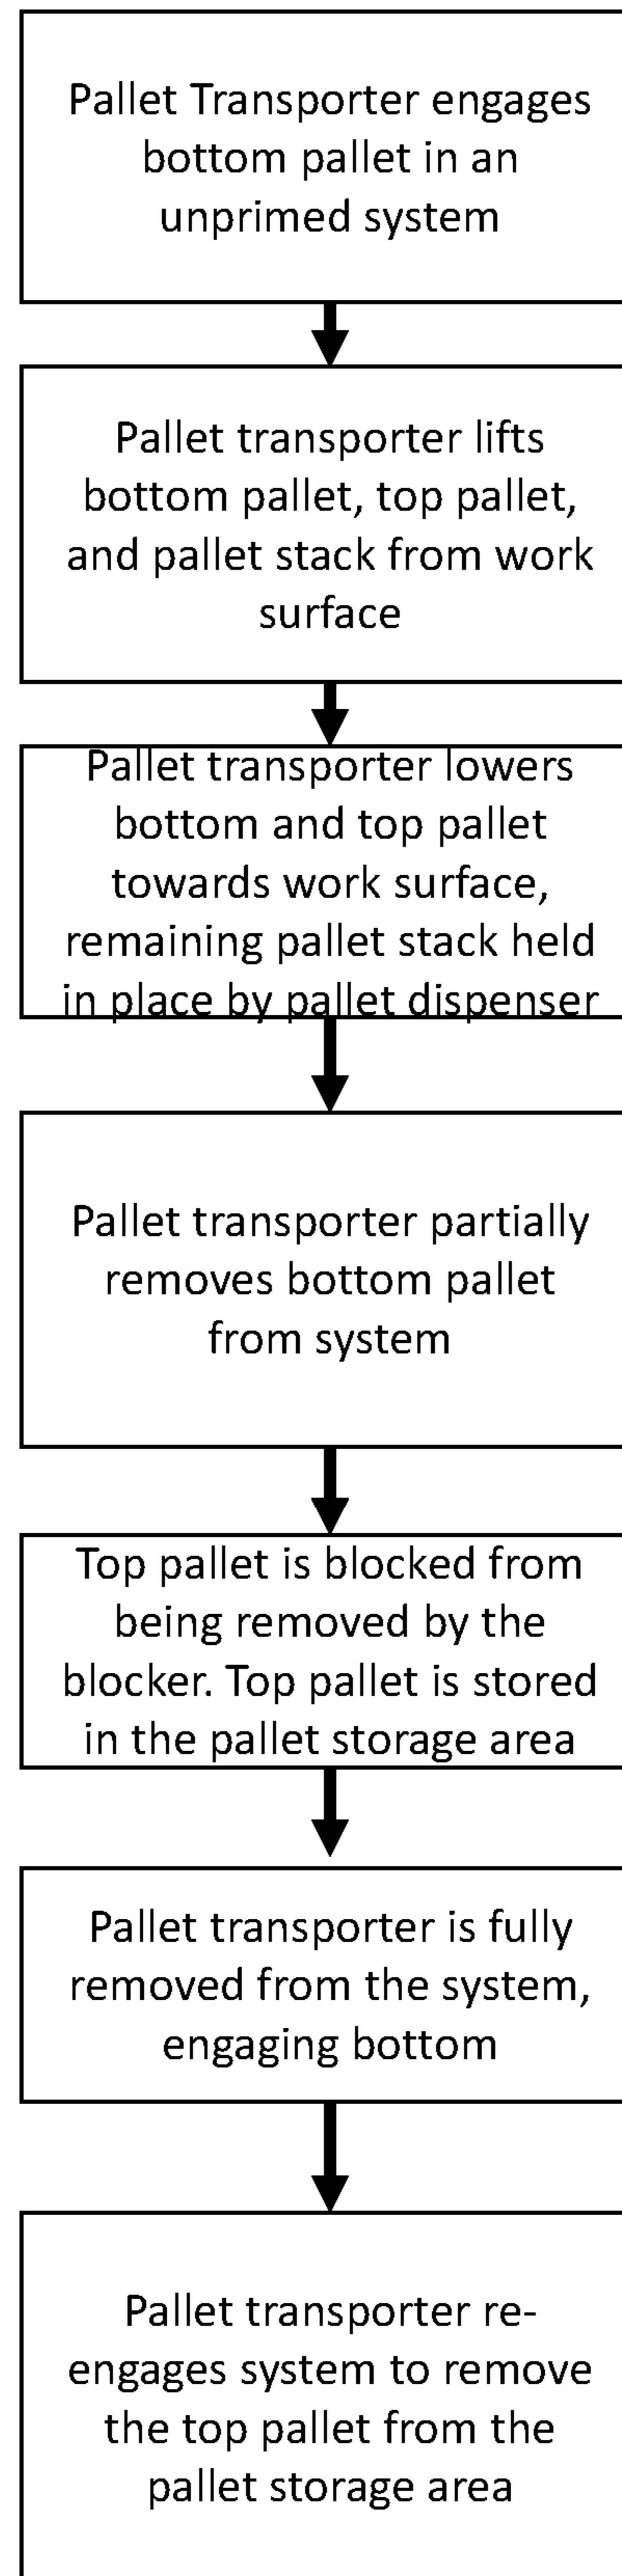 Pallet Transporter engages
bottom pallet in an
unprimed system
Pallet transporter lifts
bottom pallet, top pallet,
and pallet stack from work
surface
Pallet transporter lowers
bottom and top pallet
towards work surface,
remaining pallet stack held
in place by pallet dispenser
Pallet transporter partially
removes bottom pallet
from system
Top pallet is blocked from
being removed by the
blocker. Top pallet is stored
in the pallet storage area
Pallet transporter is fully
removed from the system,
engaging bottom
Pallet transporter re-
engages system to remove
the top pallet from the
pallet storage area